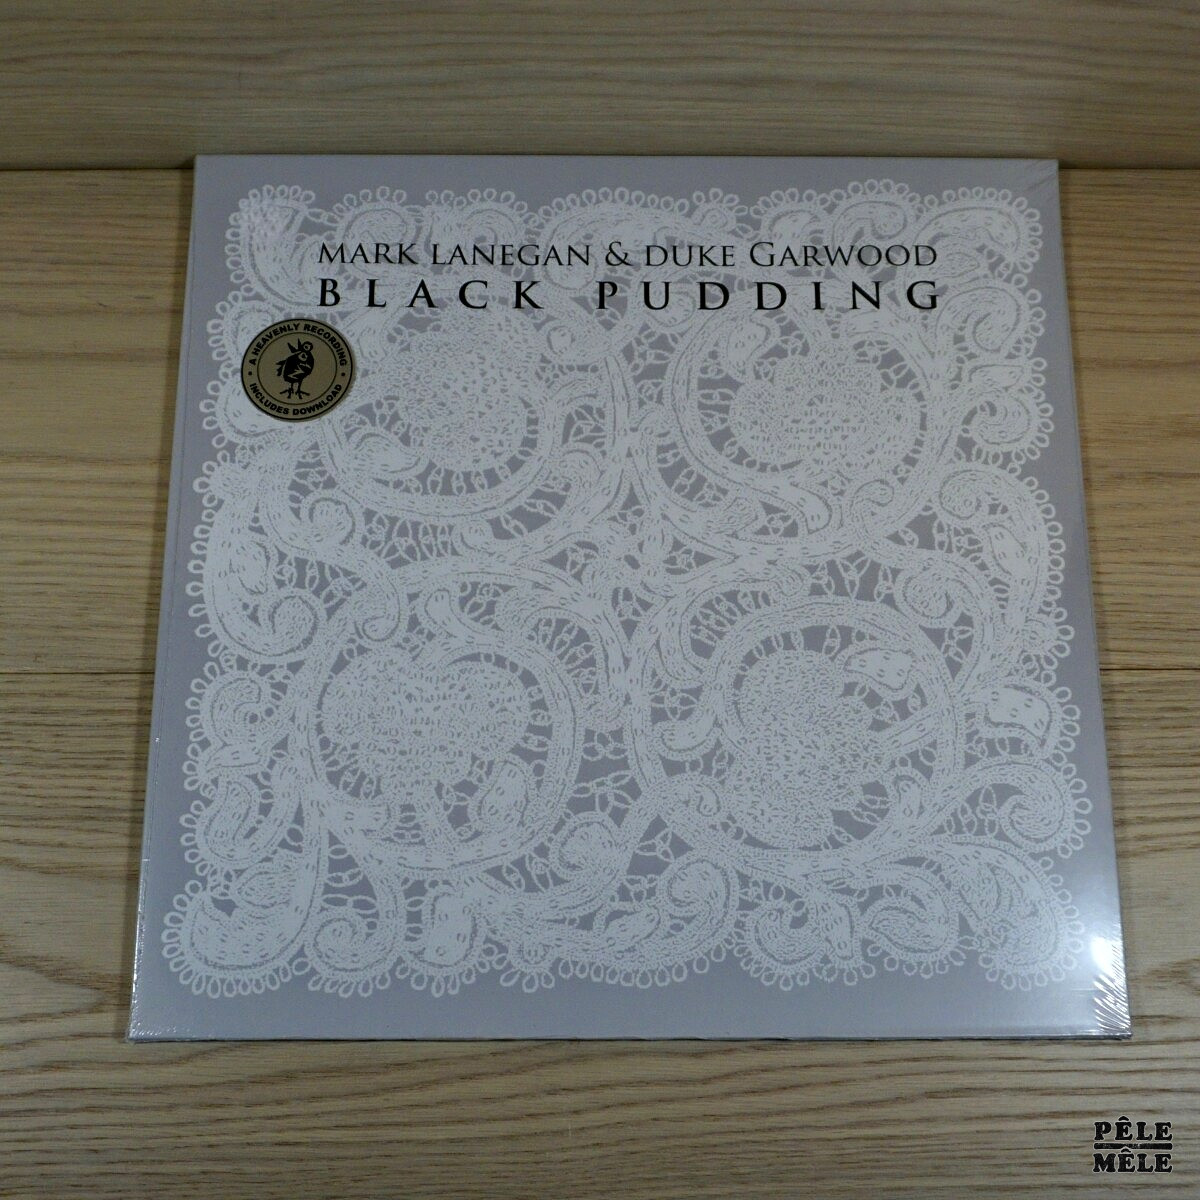 MARK LANEGAN & DUKE GARWOOD
BLACK PUDDING
· A HEAVENLY RECORDING ·
INCLUDES DOWNLOAD
PÊLE
MÊLE